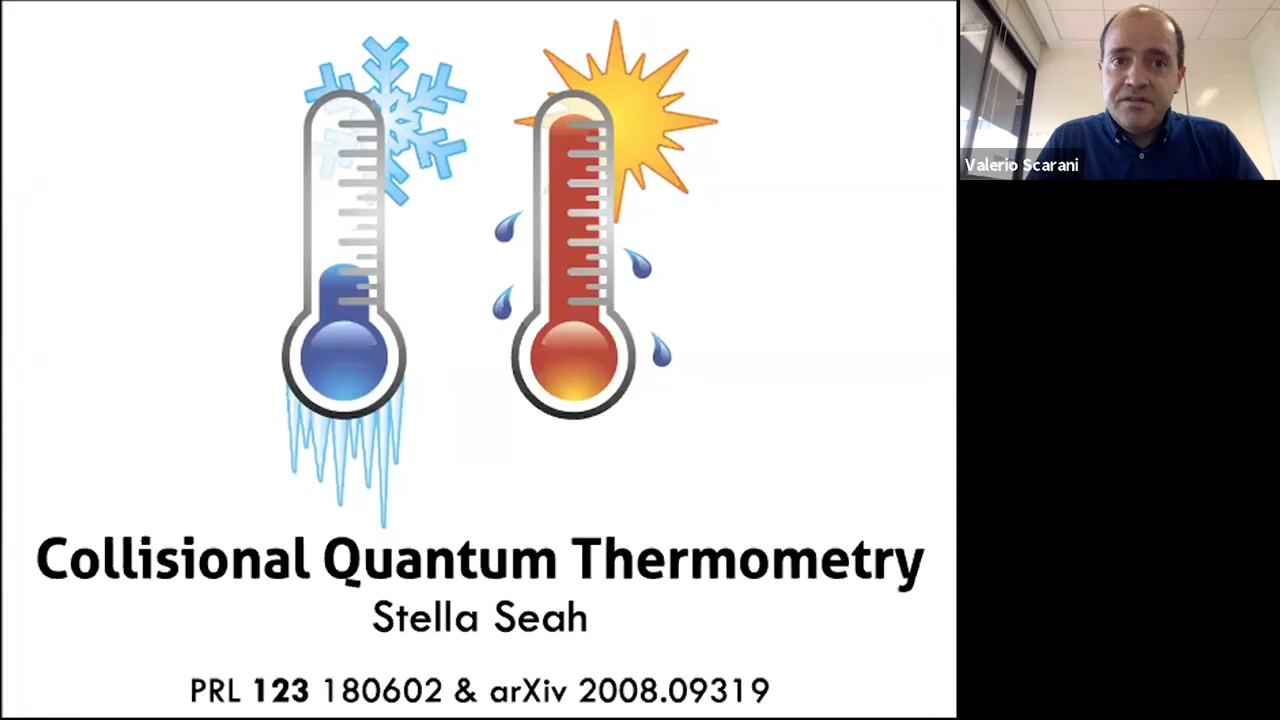 Valerio Scarani
Collisional Quantum Thermometry
Stella Seah
PRL 123 180602 & arXiv 2008.09319